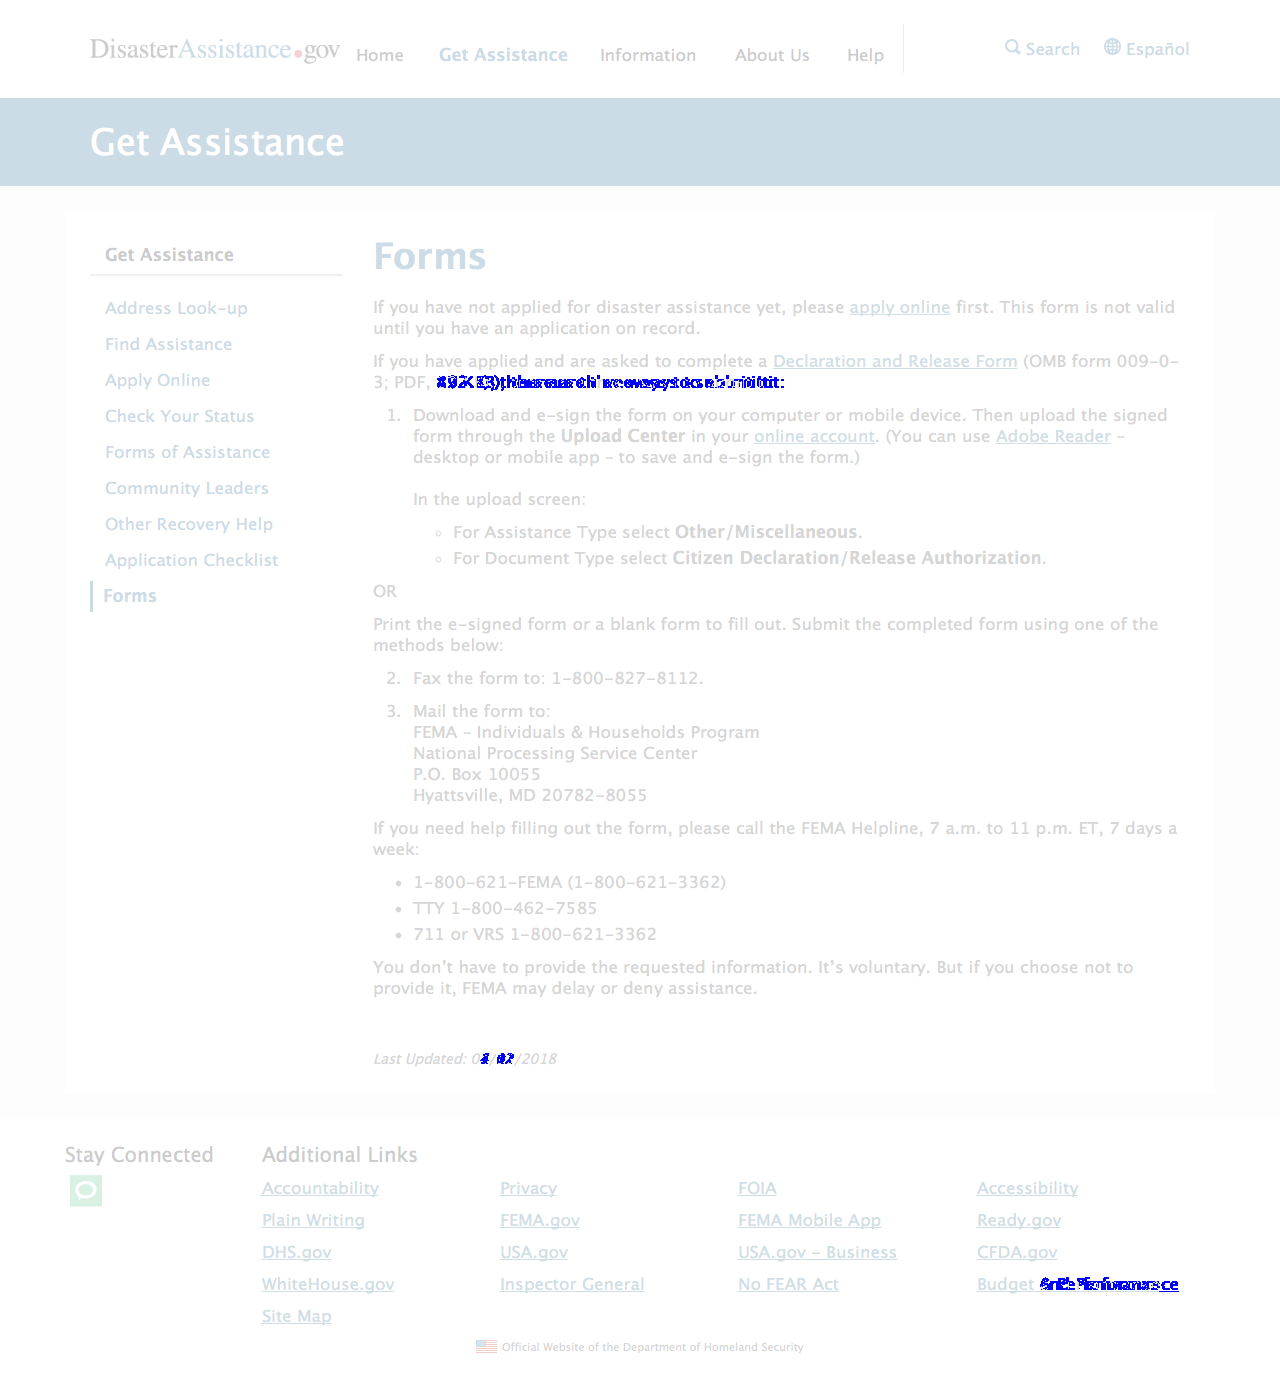 DisasterAssistance.gov
Home
Get Assistance
Information
About Us
Help
Search
Español
Get Assistance
Get Assistance
Address Look-up
Find Assistance
Apply Online
Check Your Status
Forms of Assistance
Community Leaders
Other Recovery Help
Application Checklist
Forms
Forms
If you have not applied for disaster assistance yet, please apply online first. This form is not valid
until you have an application on record.
If you have applied and are asked to complete a Declaration and Release Form (OMB form 009-0-
3; PDF,
1. Download and e-sign the form on your computer or mobile device. Then upload the signed
form through the Upload Center in your online account. (You can use Adobe Reader –
desktop or mobile app – to save and e-sign the form.)
In the upload screen:
For Assistance Type select Other/Miscellaneous.
For Document Type select Citizen Declaration/Release Authorization.
OR
Print the e-signed form or a blank form to fill out. Submit the completed form using one of the
methods below:
2. Fax the form to: 1-800-827-8112.
3. Mail the form to:
FEMA – Individuals & Households Program
National Processing Service Center
P.O. Box 10055
Hyattsville, MD 20782-8055
If you need help filling out the form, please call the FEMA Helpline, 7 a.m. to 11 p.m. ET, 7 days a
week:
• 1-800-621-FEMA (1-800-621-3362)
• TTY 1-800-462-7585
• 711 or VRS 1-800-621-3362
You don't have to provide the requested information. It's voluntary. But if you choose not to
provide it, FEMA may delay or deny assistance.
Last Updated: /2018
Stay Connected
Additional Links
Accountability
Privacy
FOIA
Accessibility
Plain Writing
FEMA.gov
FEMA Mobile App
Ready.gov
DHS.gov
USA.gov
USA.gov - Business
CFDA.gov
WhiteHouse.gov
Inspector General
No FEAR Act
Budget
Site Map
Official Website of the Department of Homeland Security